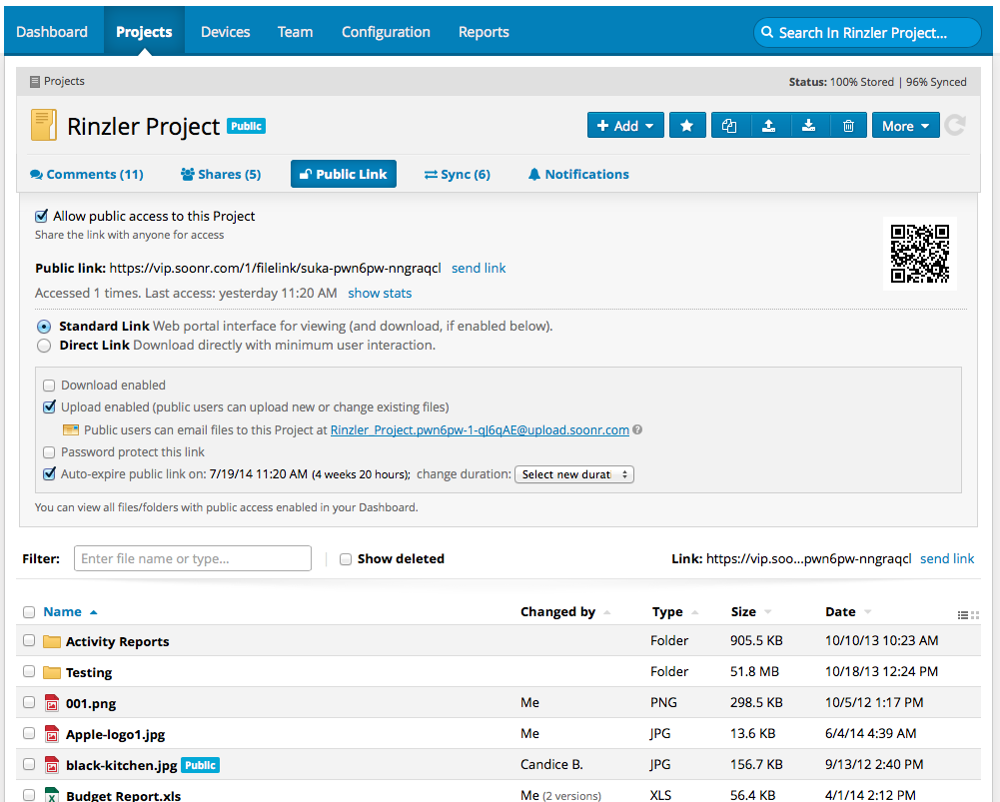 Dashboard Projects Devices Team Configuration Reports Search In Rinzler Project...
Projects Status: 100% Stored | 96% Synced
Rinzler Project Public + Add More
Comments (11) Shares (5) Public Link Sync (6) Notifications
Allow public access to this Project
Share the link with anyone for access
Public link: https://vip.soonr.com/1/filelink/suka-pwn6pw-nngraqcl send link
Accessed 1 times. Last access: yesterday 11:20 AM show stats
Standard Link Web portal interface for viewing (and download, if enabled below).
Direct Link Download directly with minimum user interaction.
Download enabled
Upload enabled (public users can upload new or change existing files)
Public users can email files to this Project at Rinzler_Project.pwn6pw-1-qJ6qAE@upload.soonr.com ?
Password protect this link
Auto-expire public link on: 7/19/14 11:20 AM (4 weeks 20 hours); change duration: Select new durati
You can view all files/folders with public access enabled in your Dashboard.
Filter: Enter file name or type... Show deleted Link: https://vip.soo...pwn6pw-nngraqcl send link
Name Changed by Type Size Date
Activity Reports Folder 905.5 KB 10/10/13 10:23 AM
Testing Folder 51.8 MB 10/18/13 12:24 PM
001.png Me PNG 298.5 KB 10/5/12 1:17 PM
Apple-logo1.jpg Me JPG 13.6 KB 6/4/14 4:39 AM
black-kitchen.jpg Public Candice B. JPG 156.7 KB 9/13/12 2:40 PM
Budget Report.xls Me (2 versions) XLS 56.4 KB 4/1/14 2:12 PM